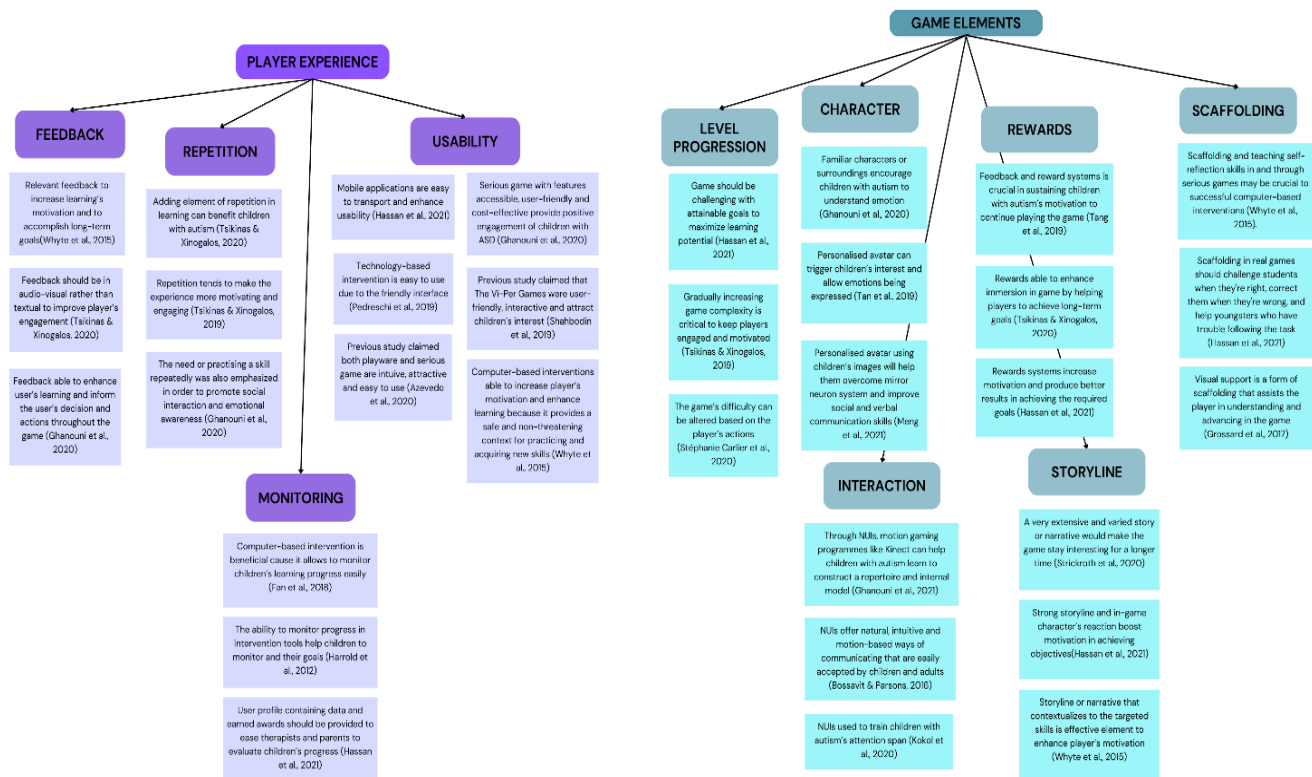 PLAYER EXPERIENCE
FEEDBACK
Relevant feedback to
increase learning's
motivation and to
accomplish long-term
goals(Whyte et al., 2015)
Feedback should be in
audio-visual rather than
textual to improve player's
engagement (Tsikinas &
Xinogalos, 2020)
Feedback able to enhance
user's learning and inform
the user's decision and
actions throughout the
game (Ghanouni et al.,
2020)
REPETITION
Adding element of repetition in
learning can benefit children
with autism (Tsikinas &
Xinogalos, 2020)
Repetition tends to make the
experience more motivating and
engaging (Tsikinas & Xinogalos,
2019)
The need or practising a skill
repeatedly was also emphasized
in order to promote social
interaction and emotional
awareness (Ghanouni et al.,
2020)
USABILITY
Mobile applications are easy
to transport and enhance
usability (Hassan et al., 2021)
Technology-based
intervention is easy to use
due to the friendly interface
(Pedreschi et al., 2019)
Previous study claimed
both playware and serious
game are intuive, attractive
and easy to use (Azevedo
et al., 2020)
Serious game with features
accessible, user-friendly and
cost-effective provide positive
engagement of children with
ASD (Ghanouni et al., 2020)
Previous study claimed that
The Vi-Per Games were user-
friendly, interactive and attract
children's interest (Shahbodin
et al., 2019)
Computer-based interventions
able to increase player's
motivation and enhance
learning because it provides a
safe and non-threatening
context for practicing and
acquiring new skills (Whyte et
al., 2015)
MONITORING
Computer-based intervention is
beneficial cause it allows to monitor
children's learning progress easily
(Fan et al., 2018)
The ability to monitor progress in
intervention tools help children to
monitor and their goals (Harrold et
al., 2012)
User profile containing data and
earned awards should be provided to
ease therapists and parents to
evaluate children's progress (Hassan
et al., 2021)
GAME ELEMENTS
LEVEL
PROGRESSION
Game should be
challenging with
attainable goals to
maximize learning
potential (Hassan et al.,
2021)
Gradually increasing
game complexity is
critical to keep players
engaged and motivated
(Tsikinas & Xinogalos,
2019)
The game's difficulty can
be altered based on the
player's actions
(Stéphanie Carlier et al.,
2020)
CHARACTER
Familiar characters or
surroundings encourage
children with autism to
understand emotion
(Ghanouni et al., 2020)
Personalised avatar can
trigger children's interest and
allow emotions being
expressed (Tan et al., 2019)
Personalised avatar using
children's images will help
them overcome mirror
neuron system and improve
social and verbal
communication skills (Meng
et al., 2021)
INTERACTION
Through NUIs, motion gaming
programmes like Kinect can help
children with autism learn to
construct a repertoire and internal
model (Ghanouni et al., 2021)
NUIs offer natural, intuitive and
motion-based ways of
communicating that are easily
accepted by children and adults
(Bossavit & Parsons, 2016)
NUIs used to train children with
autism's attention span (Kokol et
al., 2020)
REWARDS
Feedback and reward systems is
crucial in sustaining children
with autism's motivation to
continue playing the game (Tang
et al., 2019)
Rewards able to enhance
immersion in game by helping
players to achieve long-term
goals (Tsikinas & Xinogalos,
2020)
Rewards systems increase
motivation and produce better
results in achieving the required
goals (Hassan et al., 2021)
STORYLINE
A very extensive and varied story
or narrative would make the
game stay interesting for a longer
time (Strickroth et al., 2020)
Strong storyline and in-game
character's reaction boost
motivation in achieving
objectives(Hassan et al., 2021)
Storyline or narrative that
contextualizes to the targeted
skills is effective element to
enhance player's motivation
(Whyte et al., 2015)
SCAFFOLDING
Scaffolding and teaching self-
reflection skills in and through
serious games may be crucial to
successful computer-based
interventions (Whyte et al.,
2015).
Scaffolding in real games
should challenge students
when they're right, correct
them when they're wrong, and
help youngsters who have
trouble following the task
(Hassan et al., 2021)
Visual support is a form of
scaffolding that assists the
player in understanding and
advancing in the game
(Grossard et al., 2017)